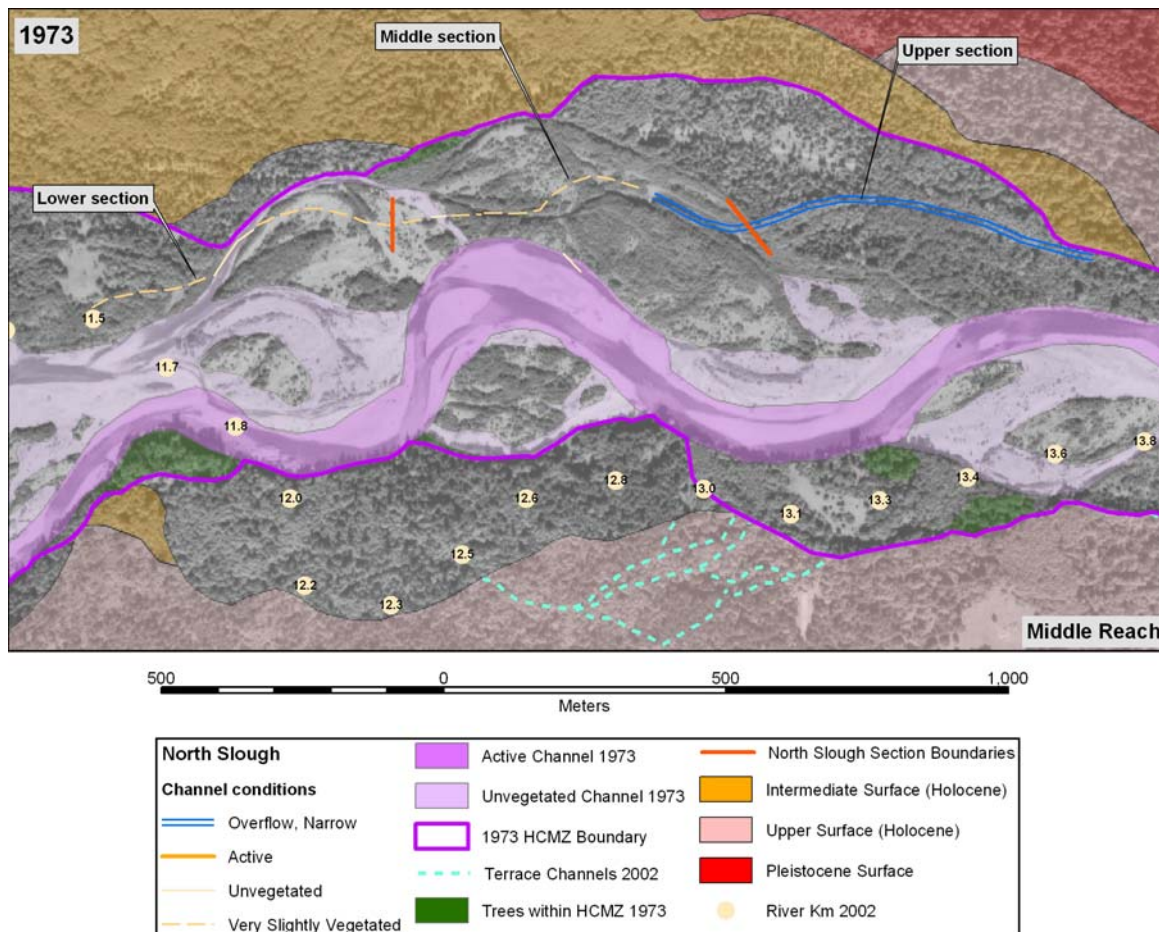 1973
Middle section
Upper section
Lower section
11.5
11.7
11.8
12.0
12.2
12.3
12.5
12.6
12.8
13.0
13.1
13.3
13.4
13.6
13.8
Middle Reach
500 0 500 1,000
Meters
North Slough
Channel conditions
Overflow, Narrow
Active
Unvegetated
Very Slightly Vegetated
Active Channel 1973
Unvegetated Channel 1973
1973 HCMZ Boundary
Terrace Channels 2002
Trees within HCMZ 1973
North Slough Section Boundaries
Intermediate Surface (Holocene)
Upper Surface (Holocene)
Pleistocene Surface
River Km 2002